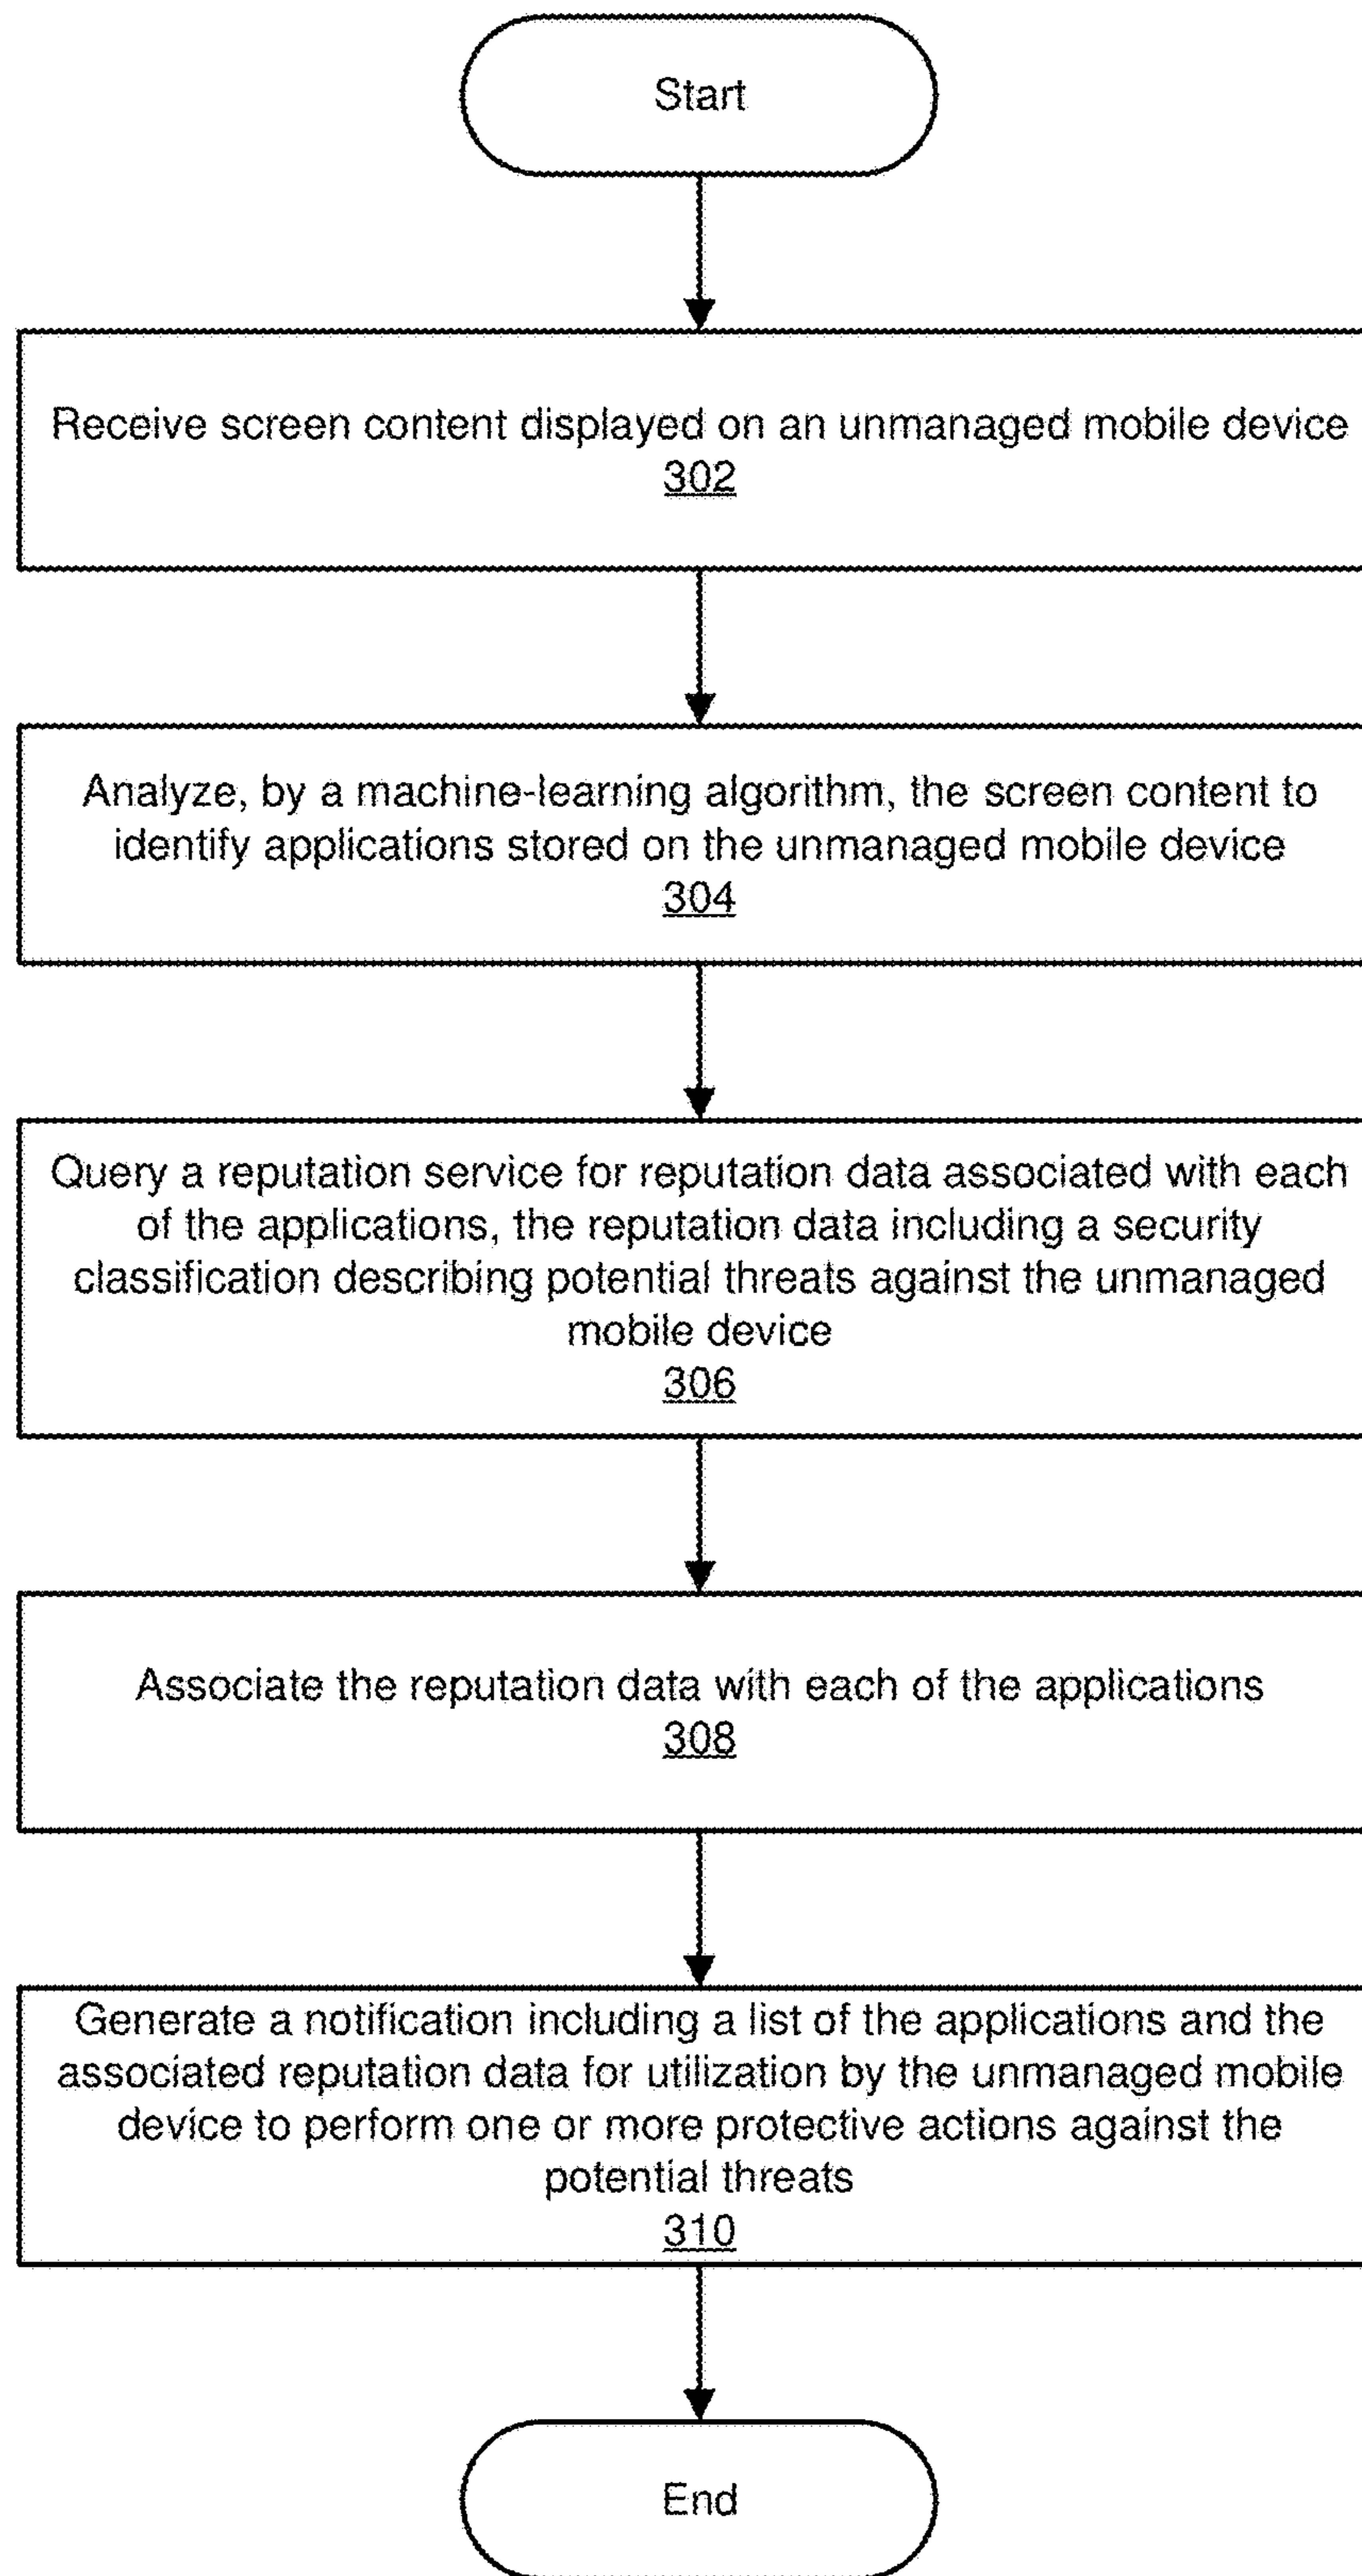 Start
Receive screen content displayed on an unmanaged mobile device
302
Analyze, by a machine-learning algorithm, the screen content to
identify applications stored on the unmanaged mobile device
304
Query a reputation service for reputation data associated with each
of the applications, the reputation data including a security
classification describing potential threats against the unmanaged
mobile device
306
Associate the reputation data with each of the applications
308
Generate a notification including a list of the applications and the
associated reputation data for utilization by the unmanaged mobile
device to perform one or more protective actions against the
potential threats
310
End